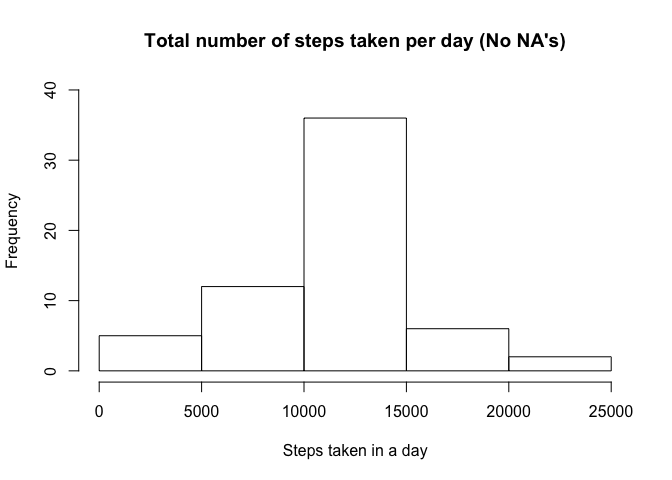 Total number of steps taken per day (No NA's)
Frequency
40
30
20
10
0
0 5000 10000 15000 20000 25000
Steps taken in a day